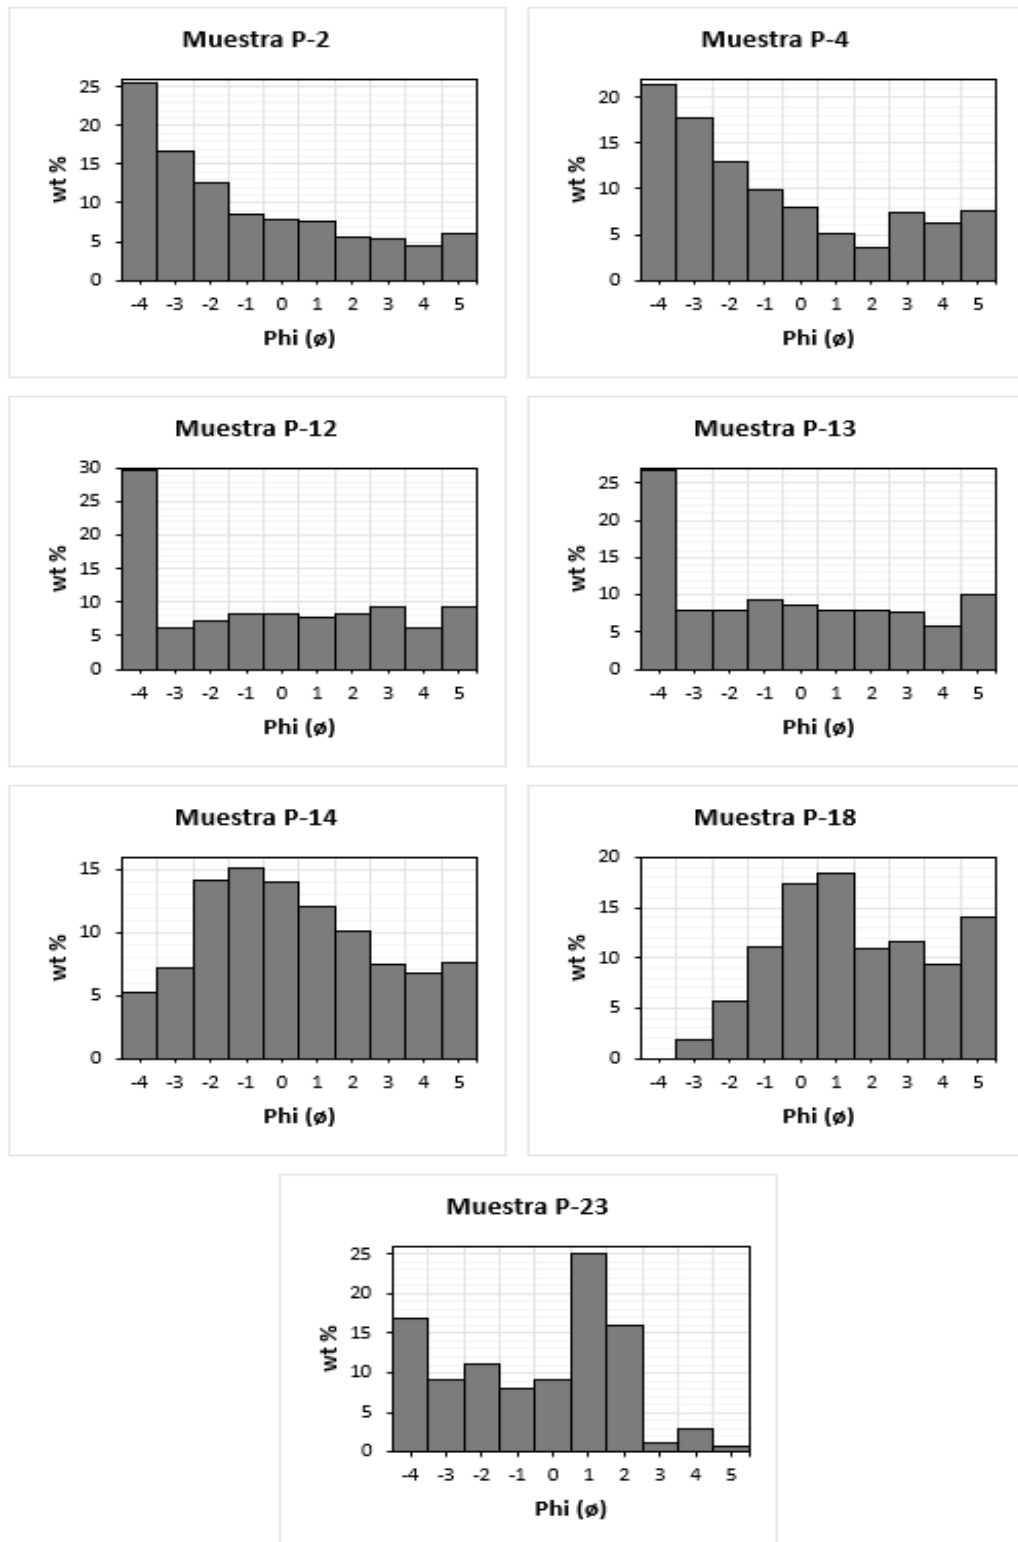 Muestra P-2
25
20
15
10
5
0
wt %
-4 -3 -2 -1 0 1 2 3 4 5
Phi (ø)
Muestra P-4
20
15
10
5
0
wt %
-4 -3 -2 -1 0 1 2 3 4 5
Phi (ø)
Muestra P-12
30
25
20
15
10
5
0
wt %
-4 -3 -2 -1 0 1 2 3 4 5
Phi (ø)
Muestra P-13
25
20
15
10
5
0
wt %
-4 -3 -2 -1 0 1 2 3 4 5
Phi (ø)
Muestra P-14
15
10
5
0
wt %
-4 -3 -2 -1 0 1 2 3 4 5
Phi (ø)
Muestra P-18
20
15
10
5
0
wt %
-4 -3 -2 -1 0 1 2 3 4 5
Phi (ø)
Muestra P-23
25
20
15
10
5
0
wt %
-4 -3 -2 -1 0 1 2 3 4 5
Phi (ø)